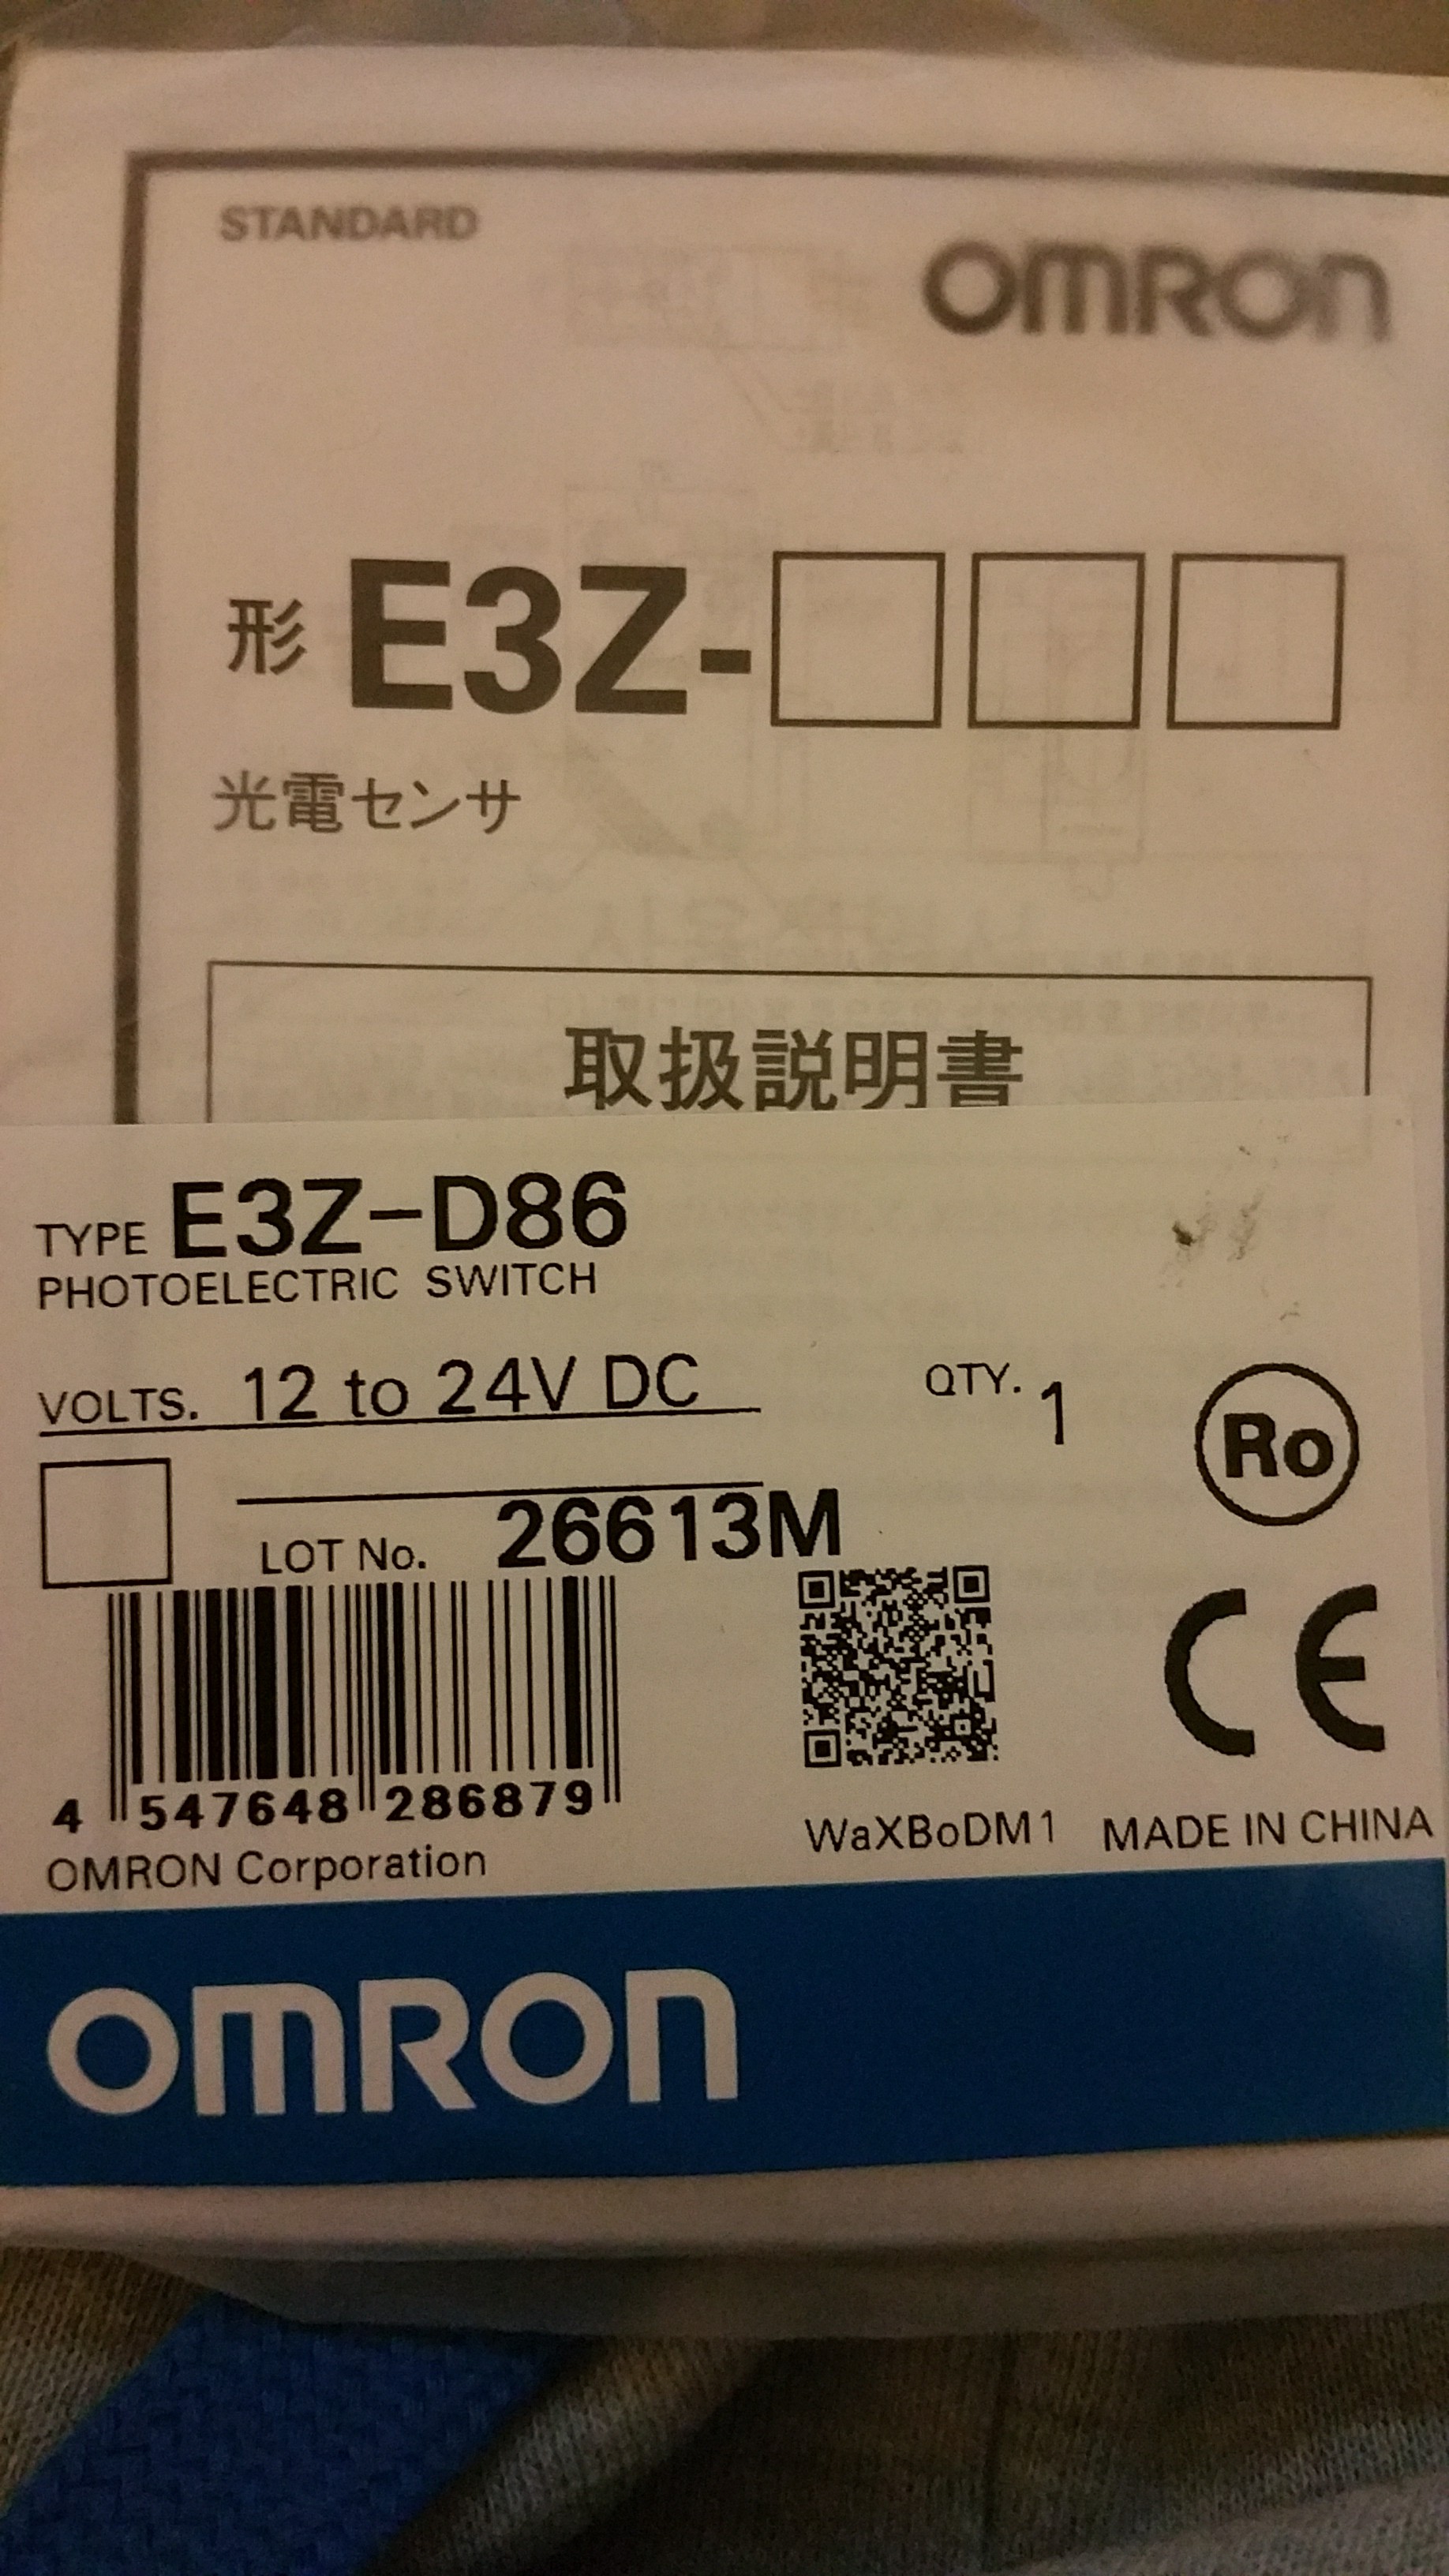 STANDARD
OMRON
形 E3Z-□□□
光電センサ
取扱説明書
TYPE E3Z-D86
PHOTOELECTRIC SWITCH
VOLTS. 12 to 24V DC
QTY. 1
Ro
LOT No. 26613M
CE
4 547648 286879
WaXBoDM1 MADE IN CHINA
OMRON Corporation
OMRON